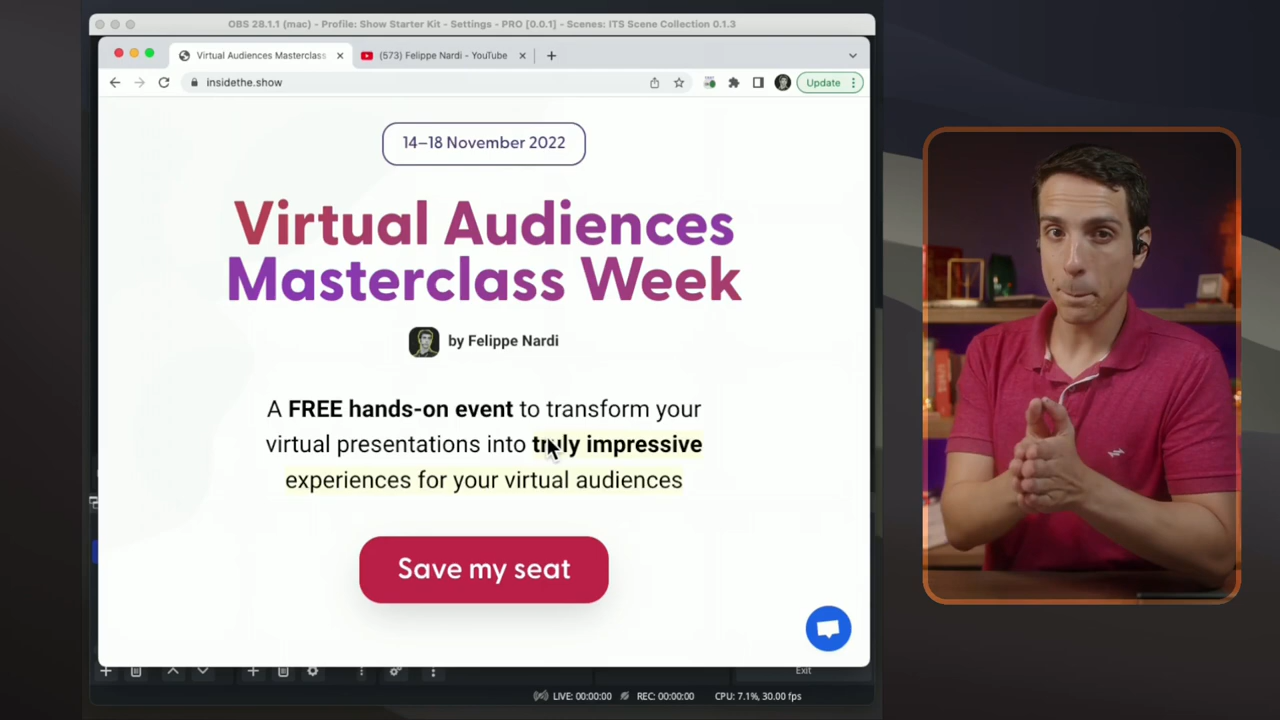 OBS 28.1.1 (mac) - Profile: Show Starter Kit - Settings - PRO [0.0.1] - Scenes: ITS Scene Collection 0.1.3
Virtual Audiences Masterclass
(573) Felippe Nardi - YouTube
insidethe.show
Update
14–18 November 2022
Virtual Audiences
Masterclass Week
by Felippe Nardi
A FREE hands-on event to transform your
virtual presentations into truly impressive
experiences for your virtual audiences
Save my seat
Exit
LIVE: 00:00:00 REC: 00:00:00 CPU: 7.1%, 30.00 fps